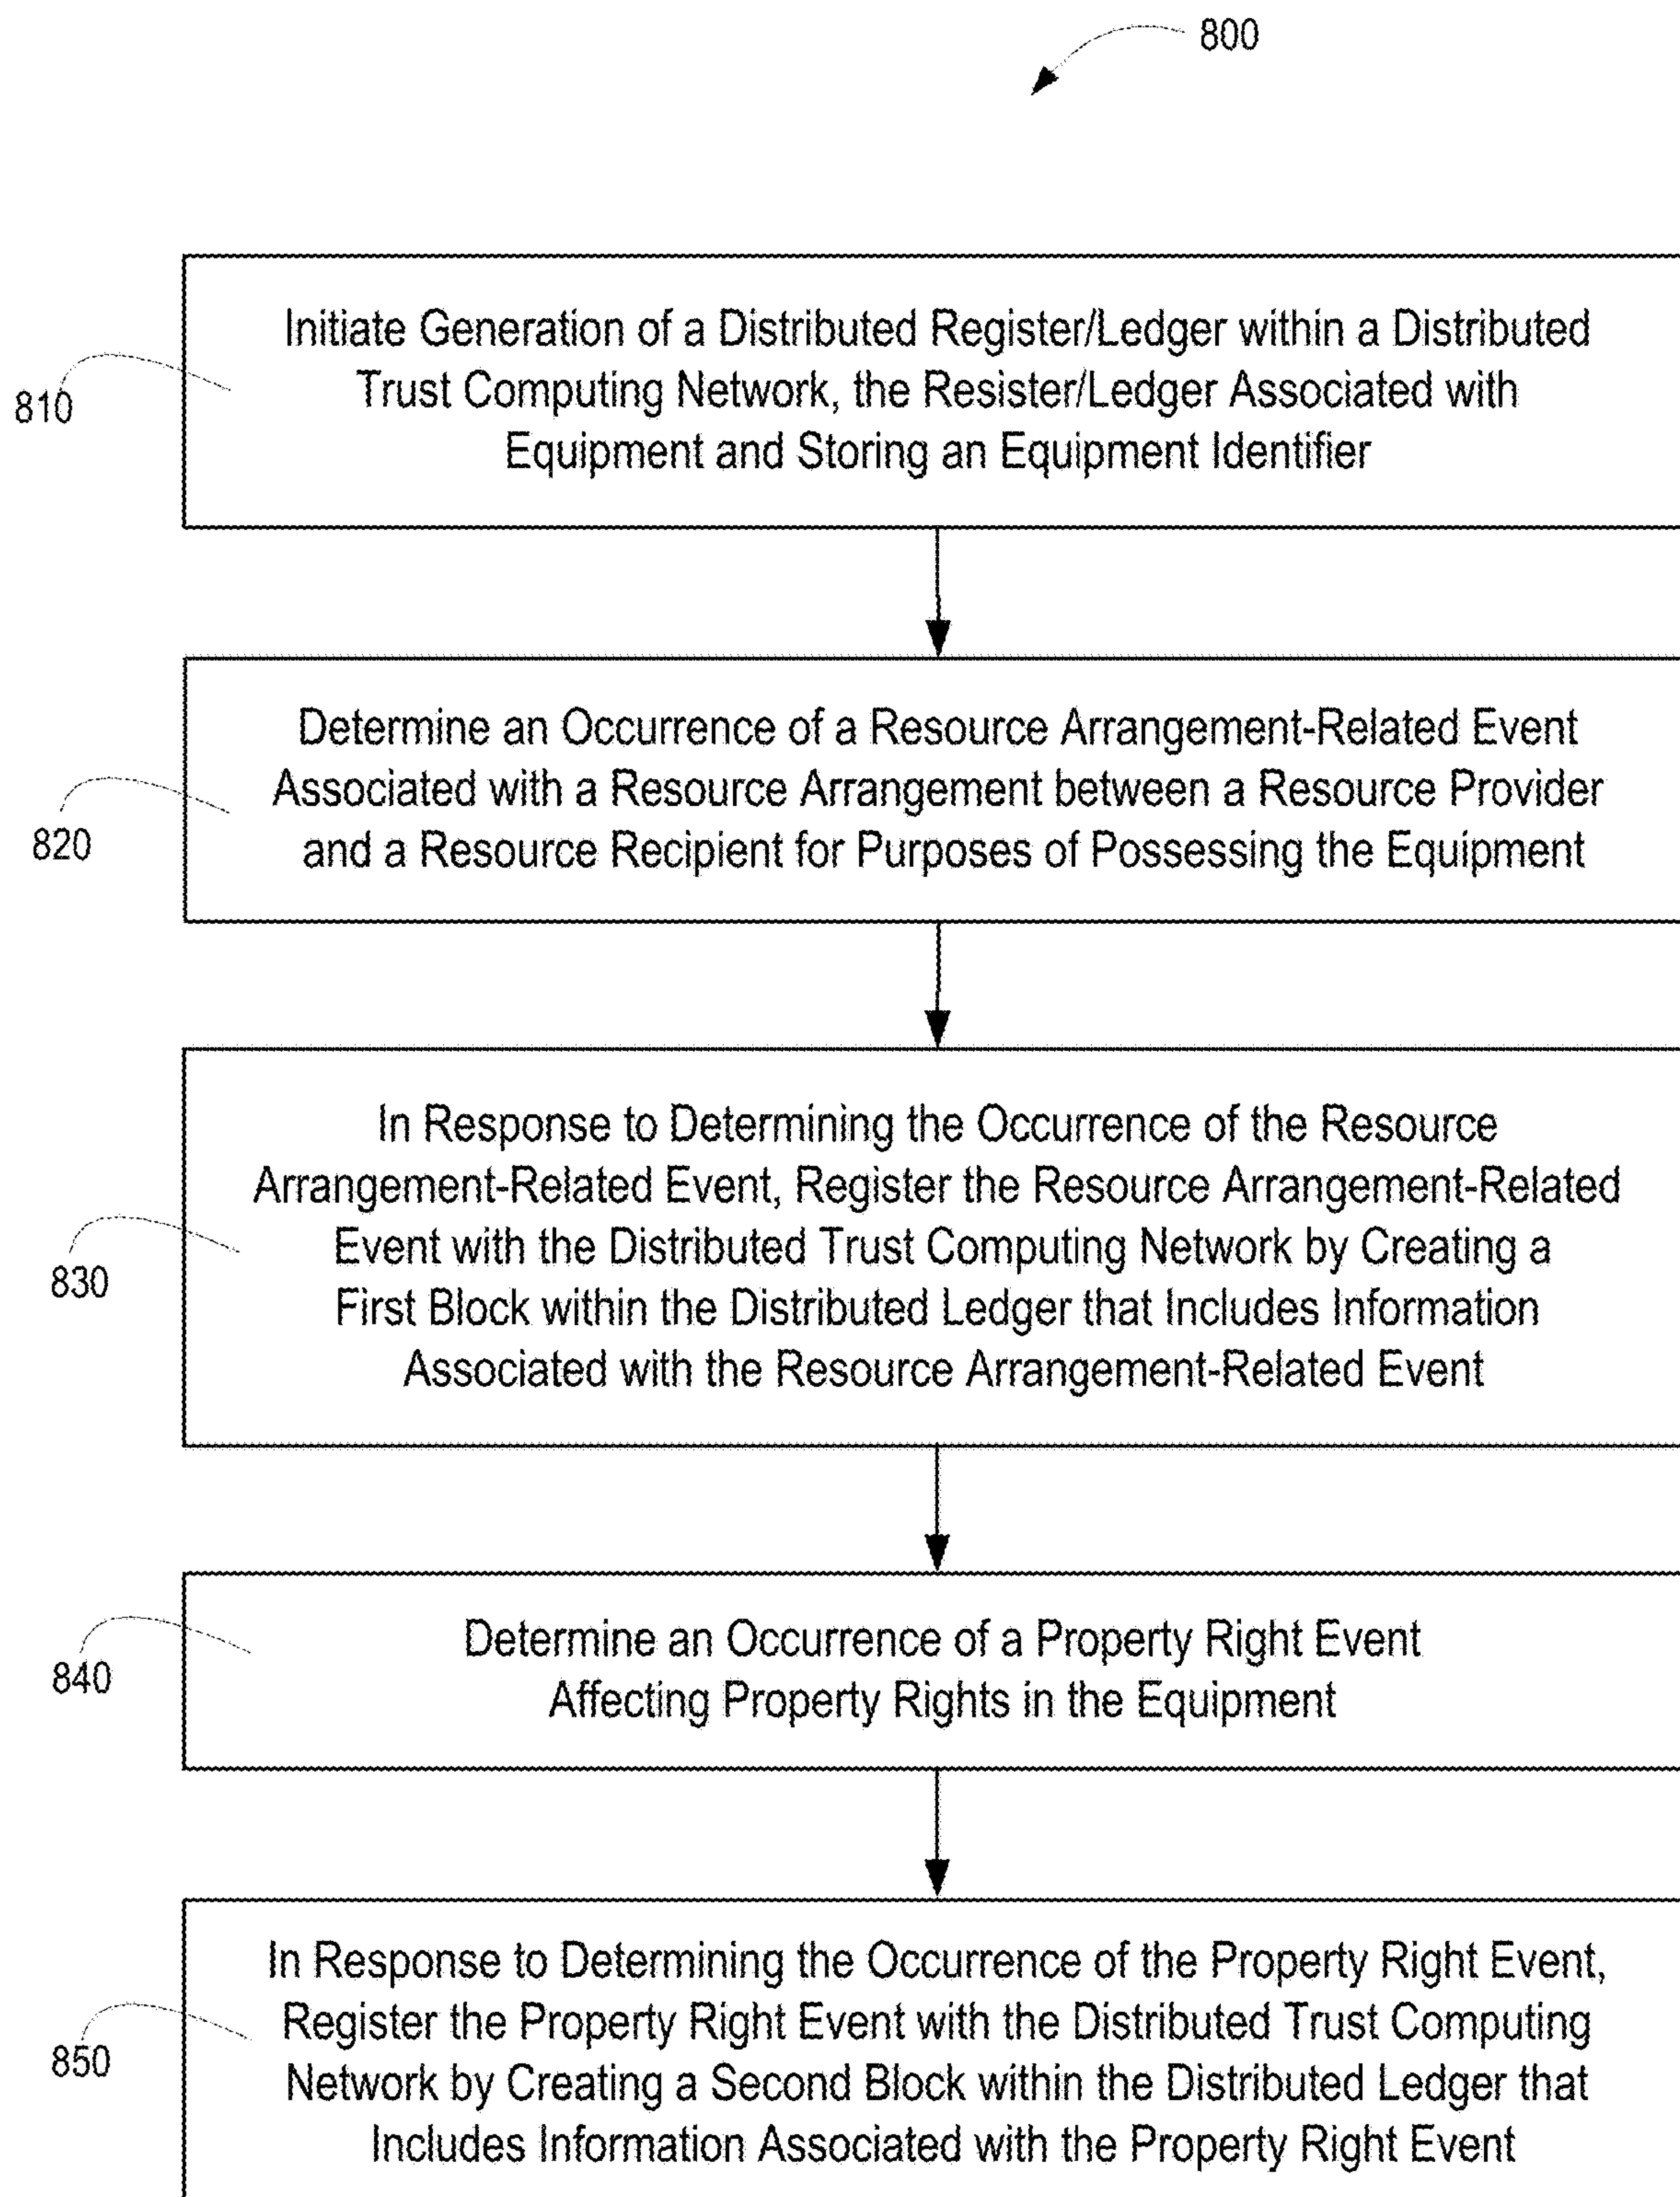 800
Initiate Generation of a Distributed Register/Ledger within a Distributed
Trust Computing Network, the Resister/Ledger Associated with
Equipment and Storing an Equipment Identifier
810
Determine an Occurrence of a Resource Arrangement-Related Event
Associated with a Resource Arrangement between a Resource Provider
and a Resource Recipient for Purposes of Possessing the Equipment
820
In Response to Determining the Occurrence of the Resource
Arrangement-Related Event, Register the Resource Arrangement-Related
Event with the Distributed Trust Computing Network by Creating a
First Block within the Distributed Ledger that Includes Information
Associated with the Resource Arrangement-Related Event
830
Determine an Occurrence of a Property Right Event
Affecting Property Rights in the Equipment
840
In Response to Determining the Occurrence of the Property Right Event,
Register the Property Right Event with the Distributed Trust Computing
Network by Creating a Second Block within the Distributed Ledger that
Includes Information Associated with the Property Right Event
850